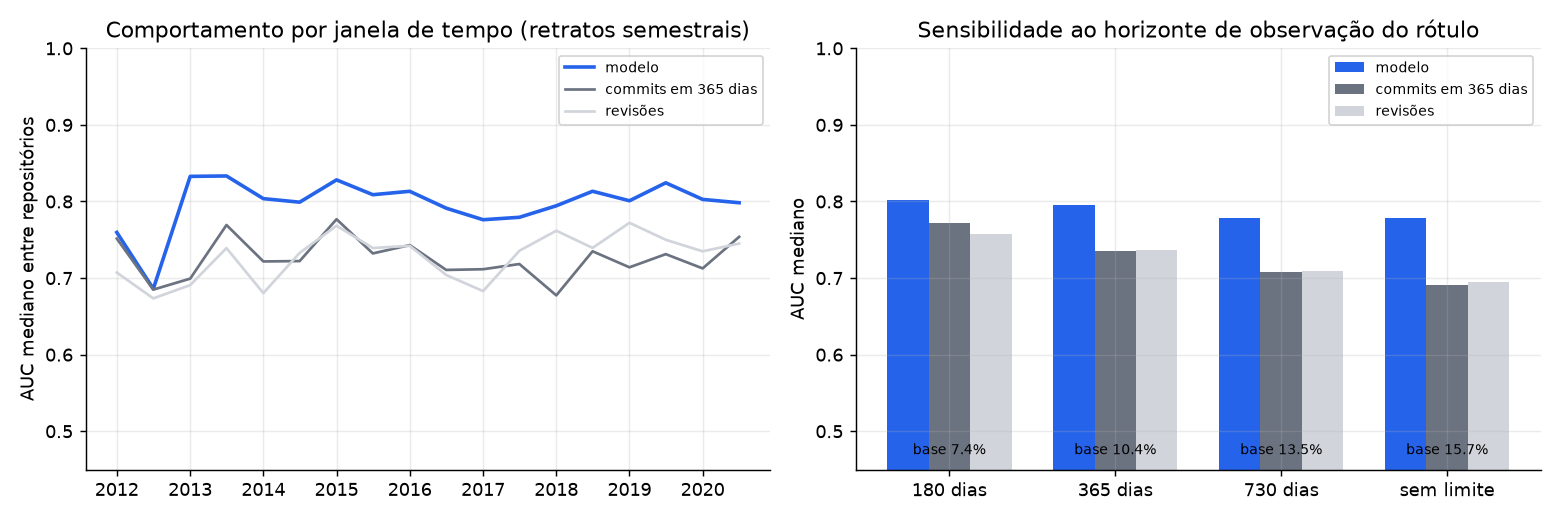 Comportamento por janela de tempo (retratos semestrais)
AUC mediano entre repositórios
1.0
0.9
0.8
0.7
0.6
0.5
modelo
commits em 365 dias
revisões
2012 2013 2014 2015 2016 2017 2018 2019 2020
Sensibilidade ao horizonte de observação do rótulo
AUC mediano
1.0
0.9
0.8
0.7
0.6
0.5
modelo
commits em 365 dias
revisões
base 7.4% base 10.4% base 13.5% base 15.7%
180 dias 365 dias 730 dias sem limite